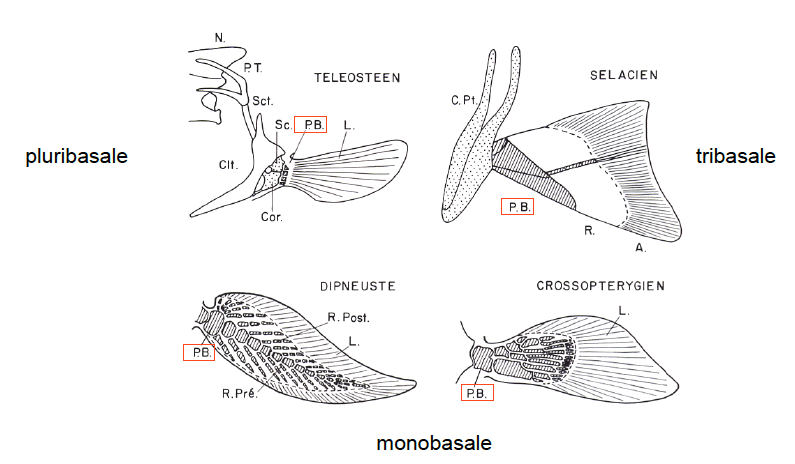 N.
P.T.
TELEOSTEEN
SELACIEN
Sct.
C.Pt.
Sc.
P.B.
L.
pluribasale
Clt.
tribasale
Cor.
P.B.
R.
A.
DIPNEUSTE
CROSSOPTERYGIEN
R.Post.
L.
L.
P.B.
R.Pré.
P.B.
monobasale